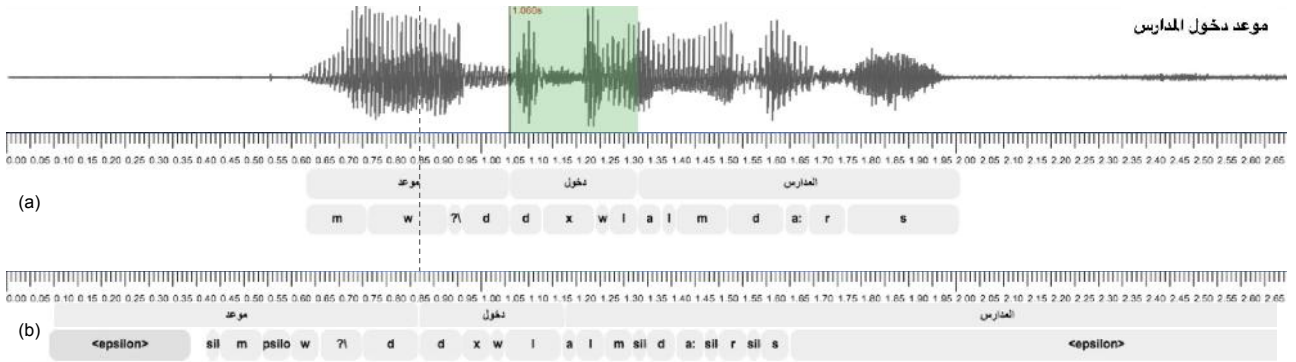 موعد دخول المدارس
1.060s
0.00 0.05 0.10 0.15 0.20 0.25 0.30 0.35 0.40 0.45 0.50 0.55 0.60 0.65 0.70 0.75 0.80 0.85 0.90 0.95 1.00 1.05 1.10 1.15 1.20 1.25 1.30 1.35 1.40 1.45 1.50 1.55 1.60 1.65 1.70 1.75 1.80 1.85 1.90 1.95 2.00 2.05 2.10 2.15 2.20 2.25 2.30 2.35 2.40 2.45 2.50 2.55 2.60 2.65
موعد دخول المدارس
(a)
m w ?\ d d x w l a l m d a: r s
0.00 0.05 0.10 0.15 0.20 0.25 0.30 0.35 0.40 0.45 0.50 0.55 0.60 0.65 0.70 0.75 0.80 0.85 0.90 0.95 1.00 1.05 1.10 1.15 1.20 1.25 1.30 1.35 1.40 1.45 1.50 1.55 1.60 1.65 1.70 1.75 1.80 1.85 1.90 1.95 2.00 2.05 2.10 2.15 2.20 2.25 2.30 2.35 2.40 2.45 2.50 2.55 2.60 2.65
موعد دخول المدارس
(b)
<epsilon> sil m psilo w ?\ d d x w l a l m sil d a: sil r sil s <epsilon>